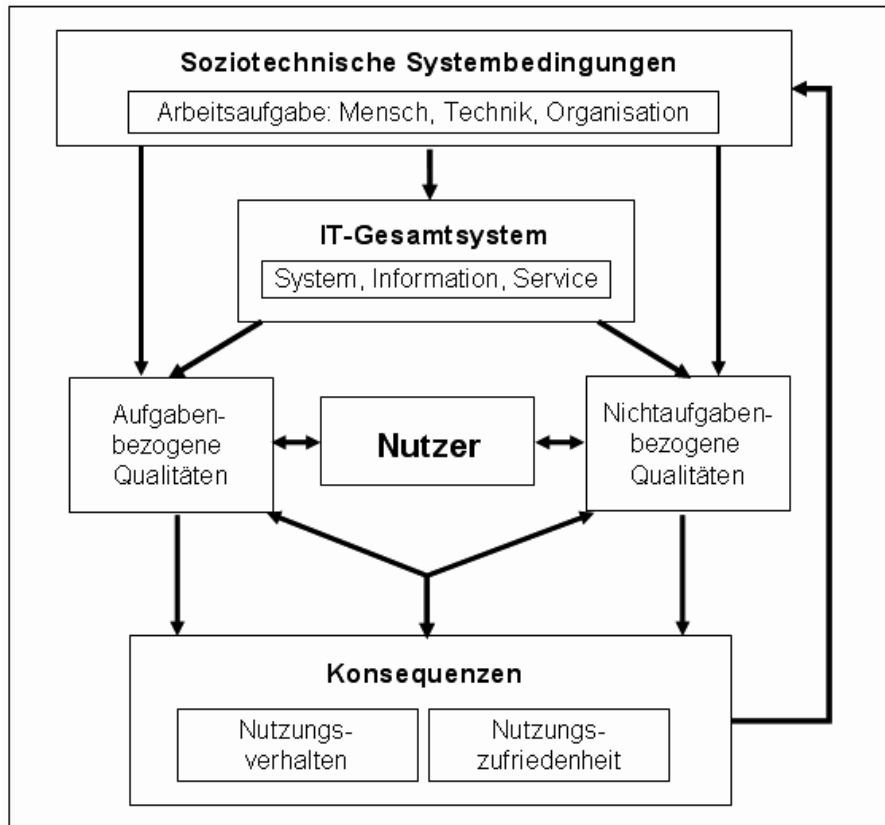 Soziotechnische Systembedingungen
Arbeitsaufgabe: Mensch, Technik, Organisation
IT-Gesamtsystem
System, Information, Service
Aufgaben-
bezogene
Qualitäten
Nutzer
Nichtaufgaben-
bezogene
Qualitäten
Konsequenzen
Nutzungs-
verhalten
Nutzungs-
zufriedenheit